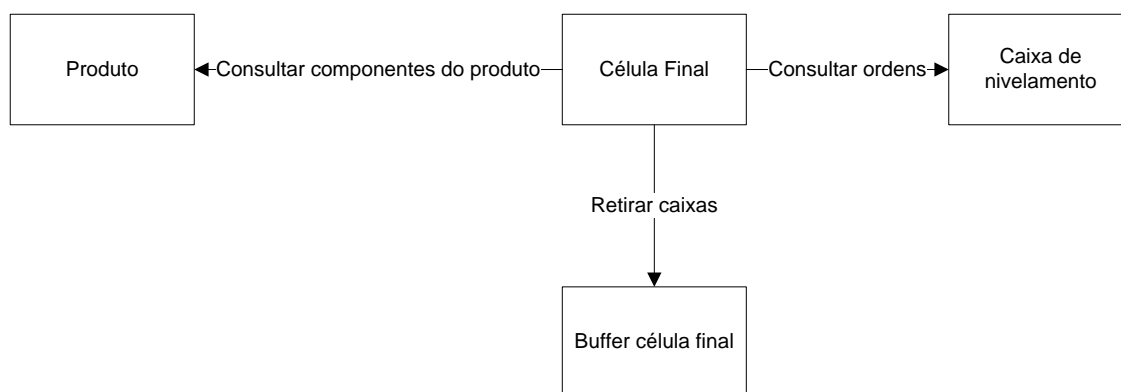 Produto
Consultar componentes do produto
Célula Final
Consultar ordens
Caixa de
nivelamento
Retirar caixas
Buffer célula final